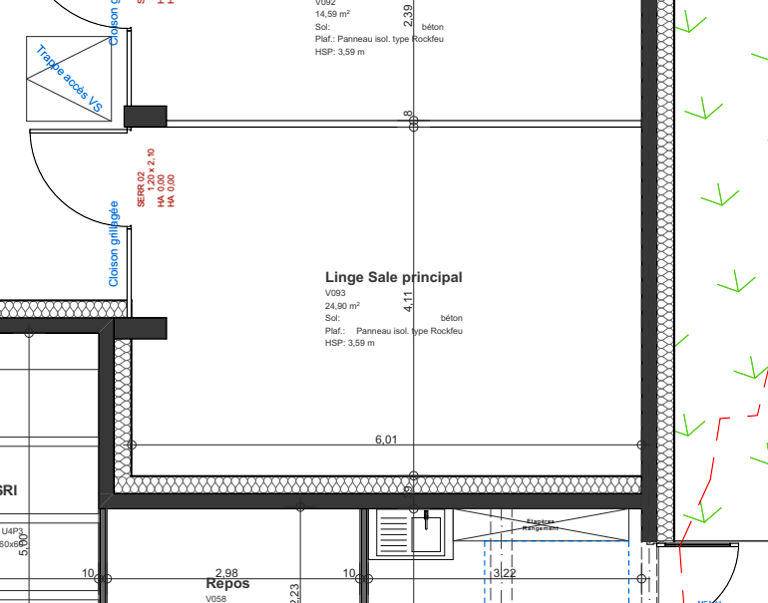 V092
14,59 m²
Sol: béton
Plaf.: Panneau isol. type Rockfeu
HSP: 3,59 m
2,39
8
Cloison g
Trappe accès VS
SERR 02
1,20 x 2,10
HA 0,00
HA 0,00
Cloison grillagée
Linge Sale principal
V093
24,90 m²
Sol: béton
Plaf.: Panneau isol. type Rockfeu
HSP: 3,59 m
4,11
6,01
SRI
U4P3
60x6
5,00
Etagères
Rangement
10
2,98
10
3,22
Repos
V058
2,23